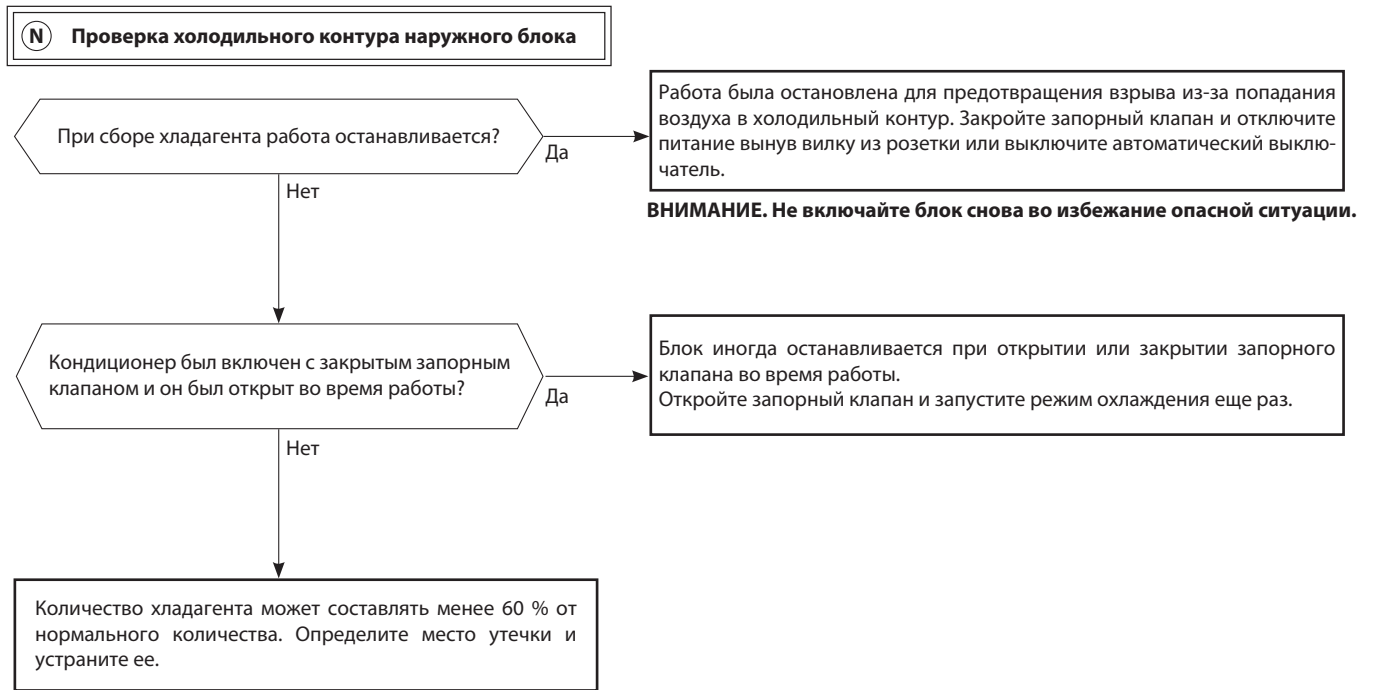 N Проверка холодильного контура наружного блока
При сборе хладагента работа останавливается?
Да
Работа была остановлена для предотвращения взрыва из-за попадания
воздуха в холодильный контур. Закройте запорный клапан и отключите
питание вынув вилку из розетки или выключите автоматический выклю-
чатель.
Нет
ВНИМАНИЕ. Не включайте блок снова во избежание опасной ситуации.
Кондиционер был включен с закрытым запорным
клапаном и он был открыт во время работы?
Да
Блок иногда останавливается при открытии или закрытии запорного
клапана во время работы.
Откройте запорный клапан и запустите режим охлаждения еще раз.
Нет
Количество хладагента может составлять менее 60 % от
нормального количества. Определите место утечки и
устраните ее.